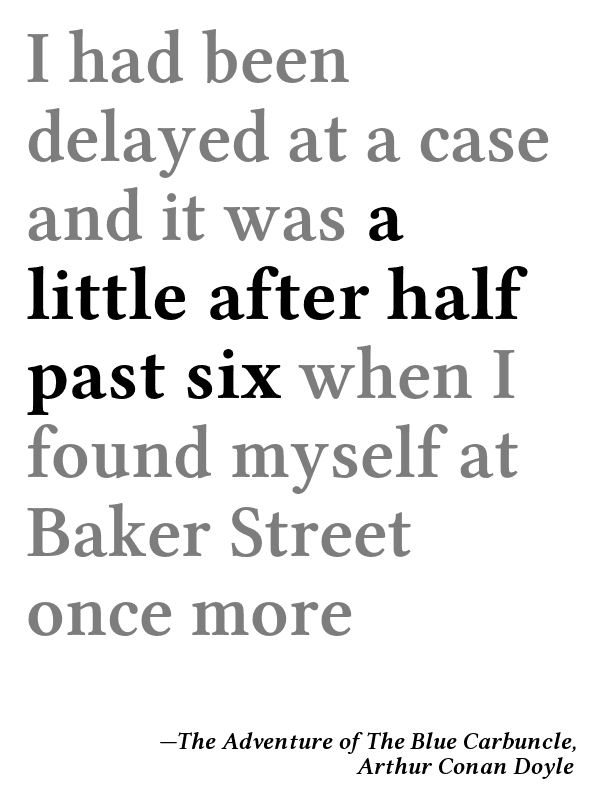 I had been
delayed at a case
and it was a
little after half
past six when I
found myself at
Baker Street
once more
—The Adventure of The Blue Carbuncle,
Arthur Conan Doyle